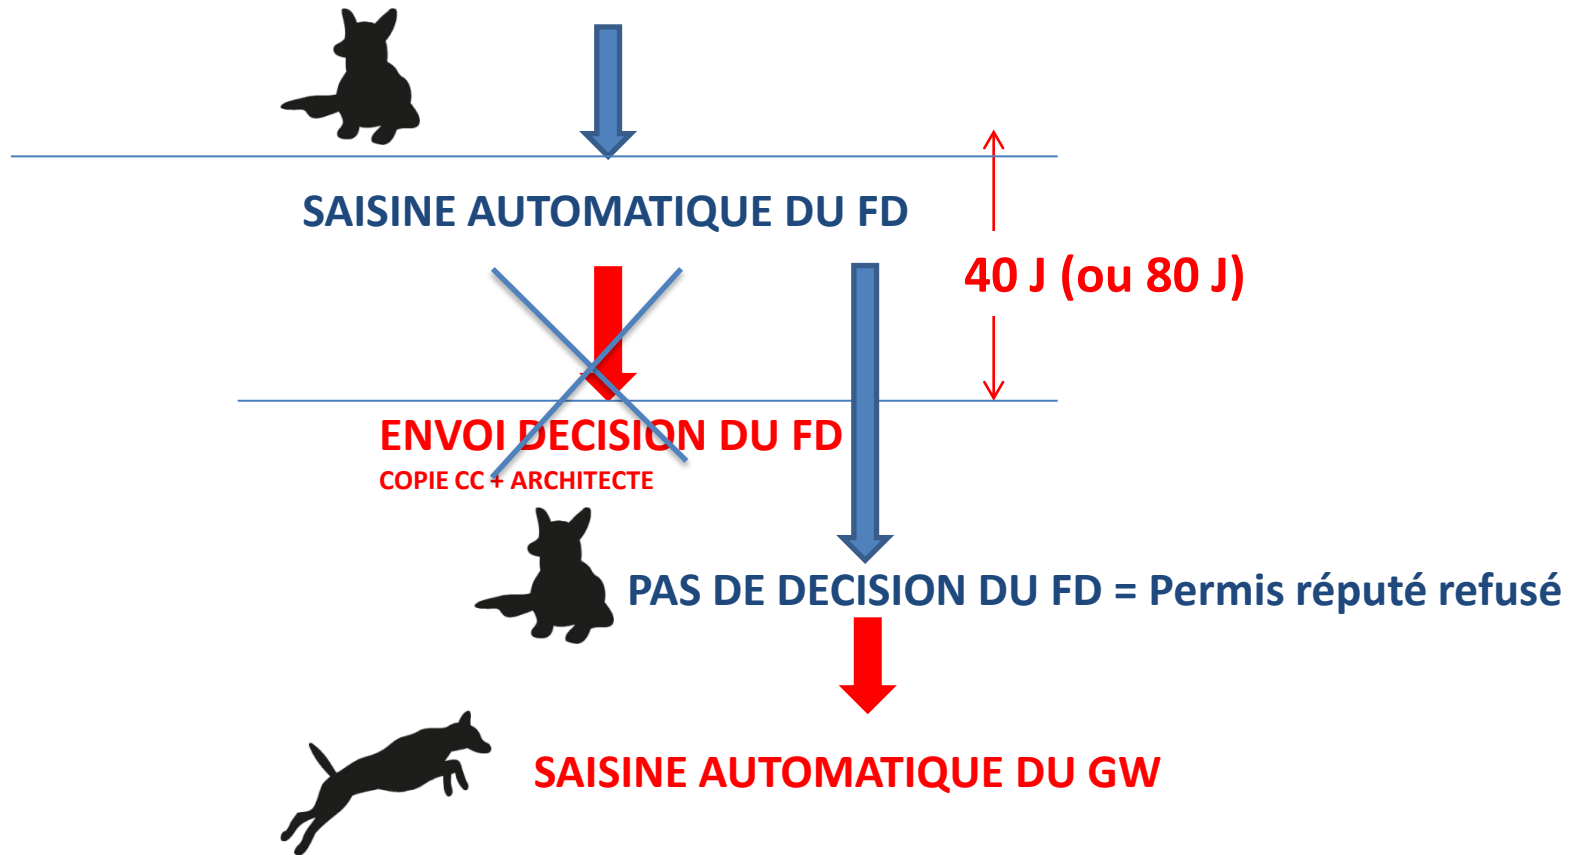 SAISINE AUTOMATIQUE DU FD
40 J (ou 80 J)
ENVOI DECISION DU FD
COPIE CC + ARCHITECTE
PAS DE DECISION DU FD = Permis réputé refusé
SAISINE AUTOMATIQUE DU GW